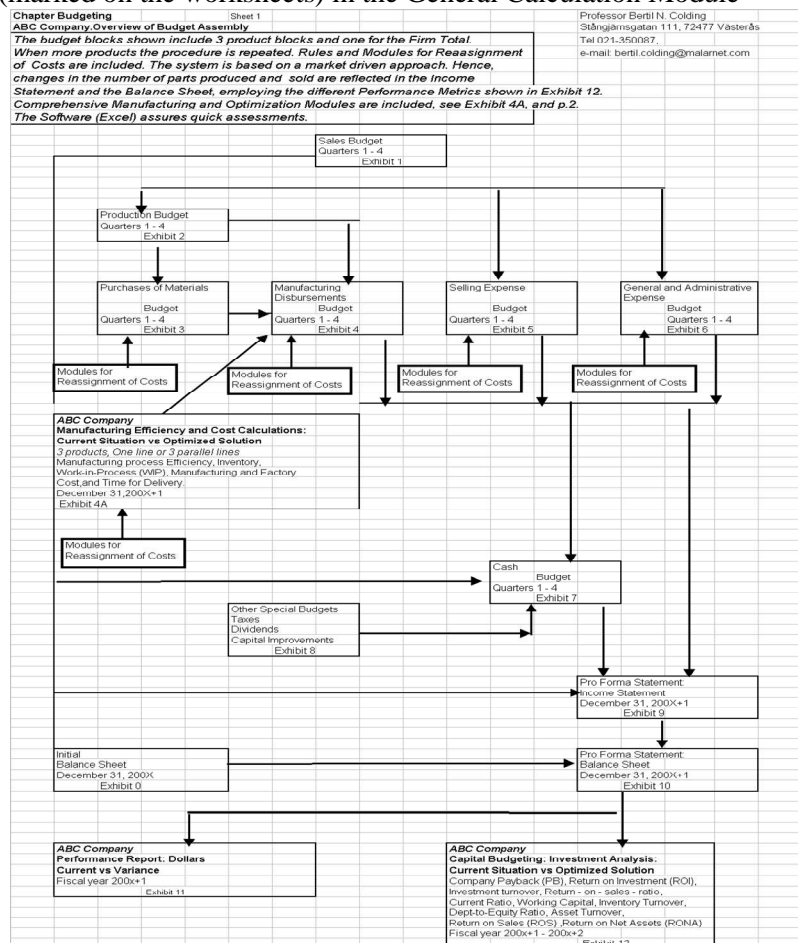 (marked on the worksheets) in the General Calculation Module
Chapter Budgeting Sheet 1 Professor Bertil N. Colding
ABC Company.Overview of Budget Assembly Stångjärnsgatan 111, 72477 Västerås
The budget blocks shown include 3 product blocks and one for the Firm Total. Tel 021-350087,
When more products the procedure is repeated. Rules and Modules for Reaasignment e-mail: bertil.colding@malarnet.com
of Costs are included. The system is based on a market driven approach. Hence,
changes in the number of parts produced and sold are reflected in the Income
Statement and the Balance Sheet, employing the different Performance Metrics shown in Exhibit 12.
Comprehensive Manufacturing and Optimization Modules are included, see Exhibit 4A, and p.2.
The Software (Excel) assures quick assessments.
Sales Budget
Quarters 1 - 4
Exhibit 1
Production Budget
Quarters 1 - 4
Exhibit 2
Purchases of Materials
Budget
Quarters 1 - 4
Exhibit 3
Manufacturing
Disbursements
Budget
Quarters 1 - 4
Exhibit 4
Selling Expense
Budget
Quarters 1 - 4
Exhibit 5
General and Administrative
Expense
Budget
Quarters 1 - 4
Exhibit 6
Modules for
Reassignment of Costs
Modules for
Reassignment of Costs
Modules for
Reassignment of Costs
Modules for
Reassignment of Costs
ABC Company
Manufacturing Efficiency and Cost Calculations:
Current Situation vs Optimized Solution
3 products, One line or 3 parallel lines
Manufacturing process Efficiency, Inventory,
Work-in-Process (WIP), Manufacturing and Factory
Cost,and Time for Delivery.
December 31,200X+1
Exhibit 4A
Modules for
Reassignment of Costs
Cash
Budget
Quarters 1 - 4
Exhibit 7
Other Special Budgets
Taxes
Dividends
Capital Improvements
Exhibit 8
Pro Forma Statement:
Income Statement
December 31, 200X+1
Exhibit 9
Initial
Balance Sheet
December 31, 200X
Exhibit 0
Pro Forma Statement:
Balance Sheet
December 31, 200X+1
Exhibit 10
ABC Company
Performance Report: Dollars
Current vs Variance
Fiscal year 200x+1
Exhibit 11
ABC Company
Capital Budgeting: Investment Analysis:
Current Situation vs Optimized Solution
Company Payback (PB), Return on Investment (ROI),
Investment turnover, Return - on - sales - ratio,
Current Ratio, Working Capital, Inventory Turnover,
Dept-to-Equity Ratio, Asset Turnover,
Return on Sales (ROS) ,Return on Net Assets (RONA)
Fiscal year 200x+1 - 200x+2
Exhibit 12